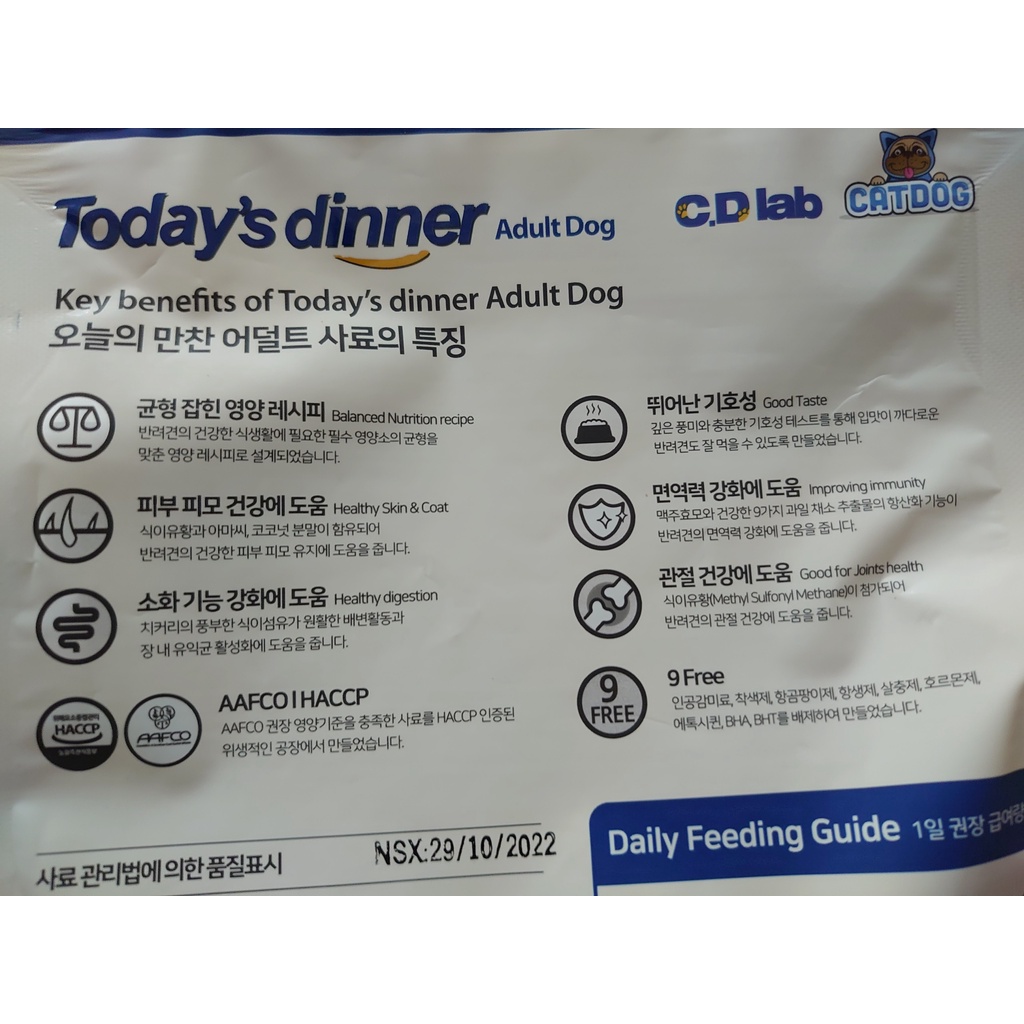 Today's dinner Adult Dog
C.D lab
CATDOG
Key benefits of Today's dinner Adult Dog
오늘의 만찬 어덜트 사료의 특징
균형 잡힌 영양 레시피 Balanced Nutrition recipe
반려견의 건강한 식생활에 필요한 필수 영양소의 균형을
맞춘 영양 레시피로 설계되었습니다.
피부 피모 건강에 도움 Healthy Skin & Coat
식이유황과 아마씨, 코코넛 분말이 함유되어
반려견의 건강한 피부 피모 유지에 도움을 줍니다.
소화 기능 강화에 도움 Healthy digestion
치커리의 풍부한 식이섬유가 원활한 배변활동과
장 내 유익균 활성화에 도움을 줍니다.
HACCP
AAFCO
AAFCO I HACCP
AAFCO 권장 영양기준을 충족한 사료를 HACCP 인증된
위생적인 공장에서 만들었습니다.
뛰어난 기호성 Good Taste
깊은 풍미와 충분한 기호성 테스트를 통해 입맛이 까다로운
반려견도 잘 먹을 수 있도록 만들었습니다.
면역력 강화에 도움 Improving immunity
맥주효모와 건강한 9가지 과일 채소 추출물의 항산화 기능이
반려견의 면역력 강화에 도움을 줍니다.
관절 건강에 도움 Good for Joints health
식이유황(Methyl Sulfonyl Methane)이 첨가되어
반려견의 관절 건강에 도움을 줍니다.
9
FREE
9 Free
인공감미료, 착색제, 항곰팡이제, 항생제, 살충제, 호르몬제,
에톡시퀸, BHA, BHT를 배제하여 만들었습니다.
사료 관리법에 의한 품질표시
NSX:29/10/2022
Daily Feeding Guide 1일 권장 급여량